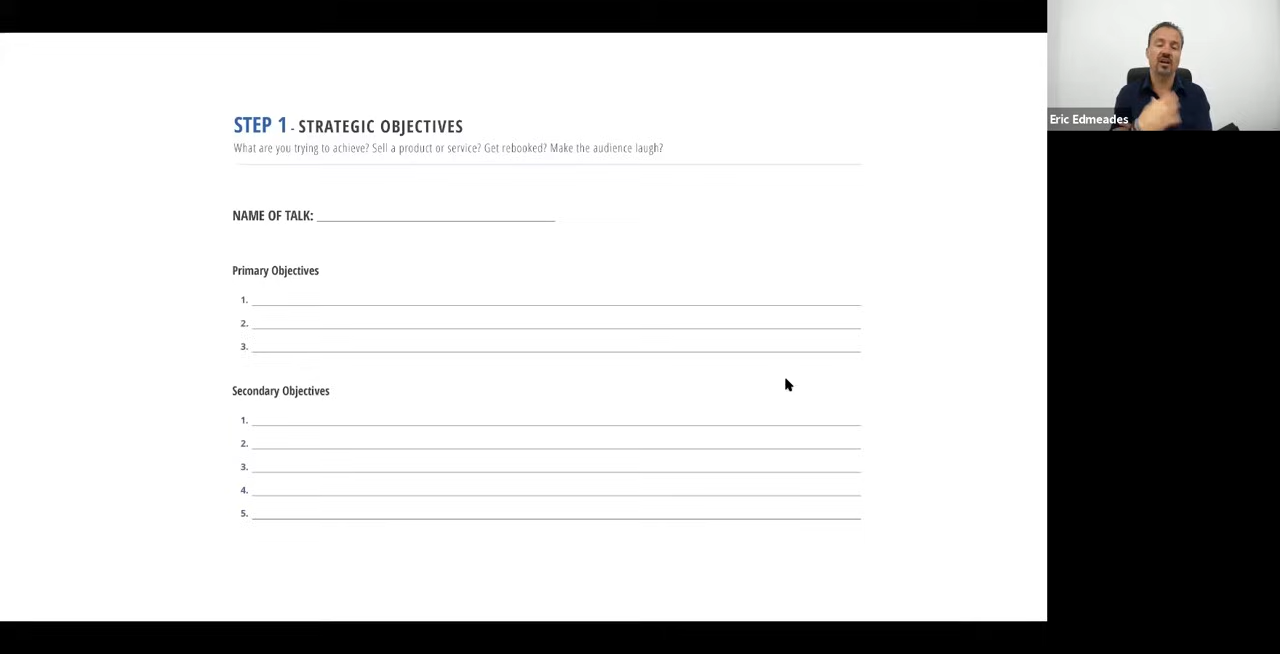 STEP 1 - STRATEGIC OBJECTIVES
What are you trying to achieve? Sell a product or service? Get rebooked? Make the audience laugh?
NAME OF TALK:
Primary Objectives
1.
2.
3.
Secondary Objectives
1.
2.
3.
4.
5.
Eric Edmeades